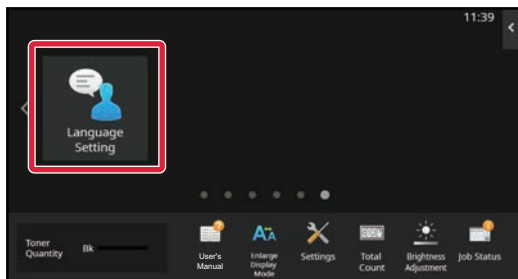 11:39
Language
Setting
Toner
Quantity
Bk
User's
Manual
Enlarge
Display
Mode
Settings
Total
Count
Brightness
Adjustment
Job Status